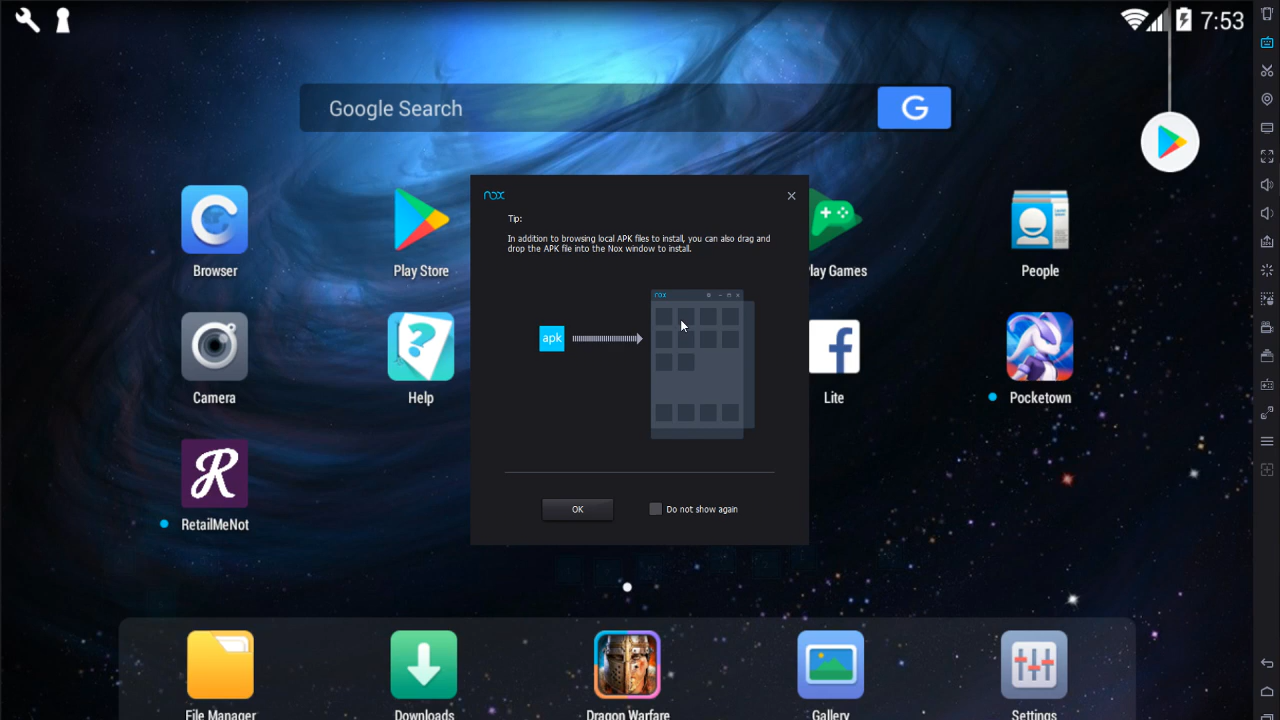 7:53
Google Search
G
nox
Tip:
In addition to browsing local APK files to install, you can also drag and
drop the APK file into the Nox window to install.
nox
apk
OK
Do not show again
Browser
Play Store
lay Games
People
Camera
Help
Lite
Pocketown
R
RetailMeNot
File Manager
Downloads
Dragon Warfare
Gallery
Settings